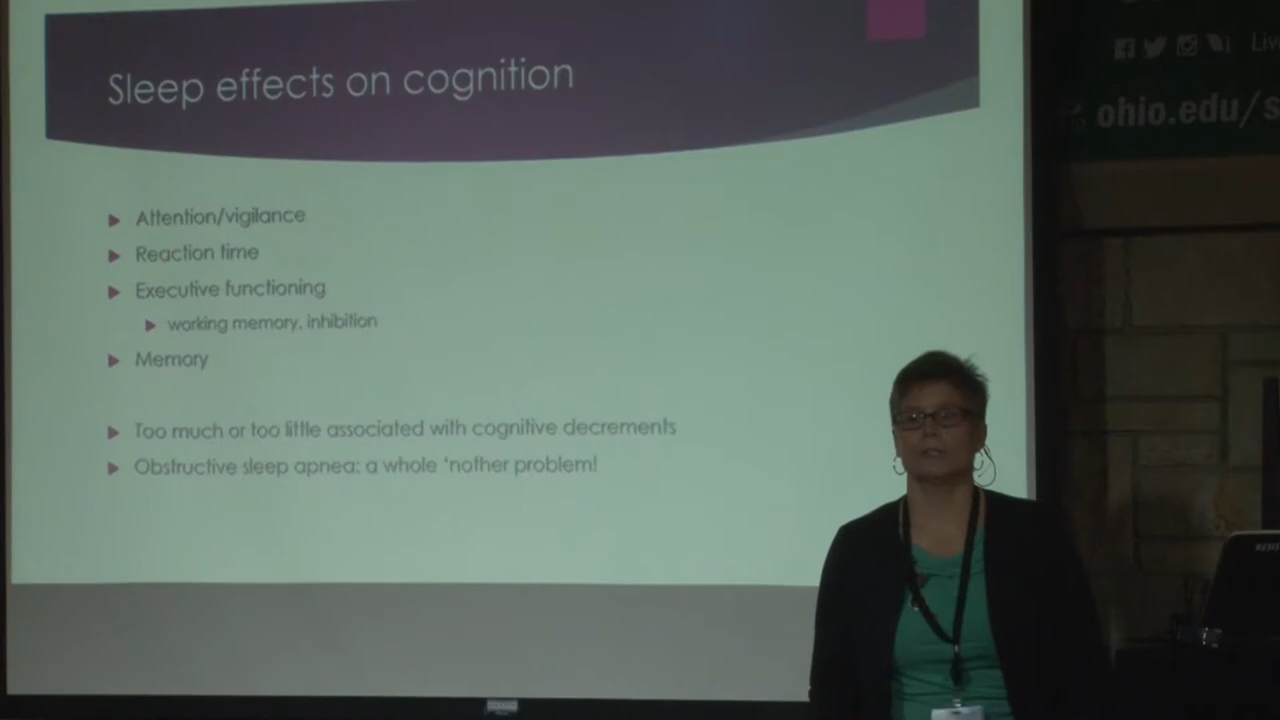 Sleep effects on cognition
Attention/vigilance
Reaction time
Executive functioning
working memory, inhibition
Memory
Too much or too little associated with cognitive decrements
Obstructive sleep apnea: a whole 'nother problem!
Liv
ohio.edu/s